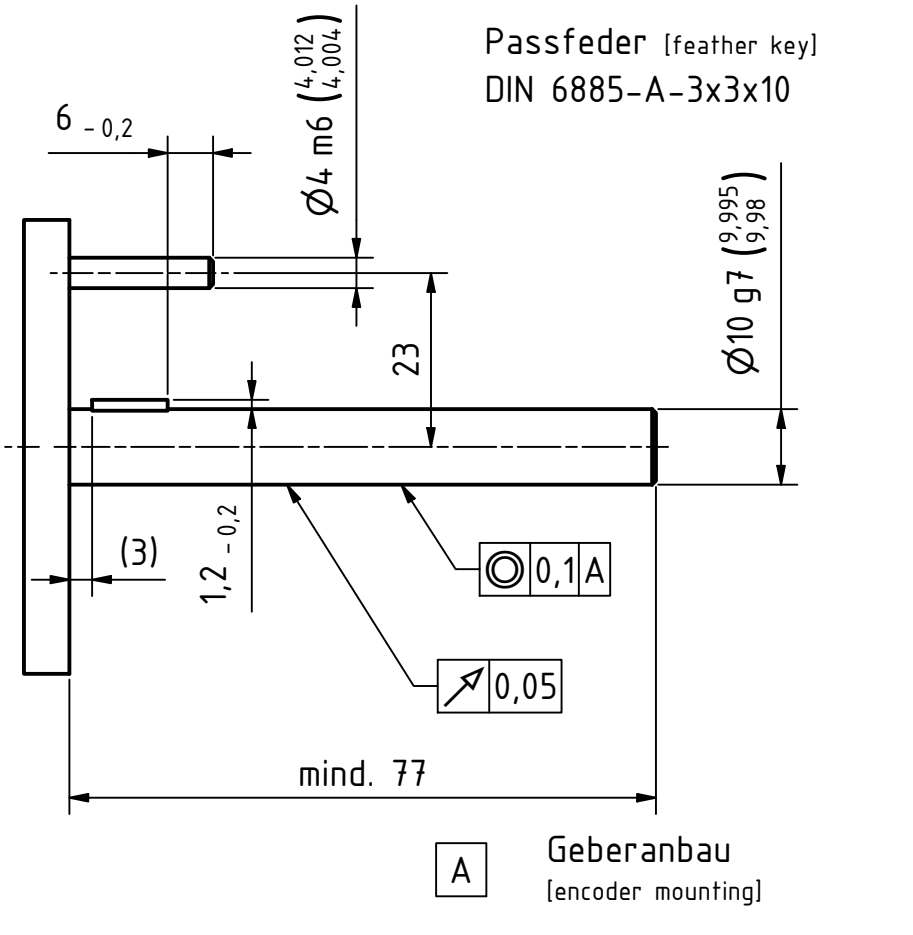 Passfeder [feather key]
DIN 6885-A-3x3x10
6 -0,2
Ø4 m6 (4,012 4,004)
Ø10 g7 (9,995 9,98)
23
1,2 -0,2
(3)
0,1 A
0,05
mind. 77
A
Geberanbau
[encoder mounting]